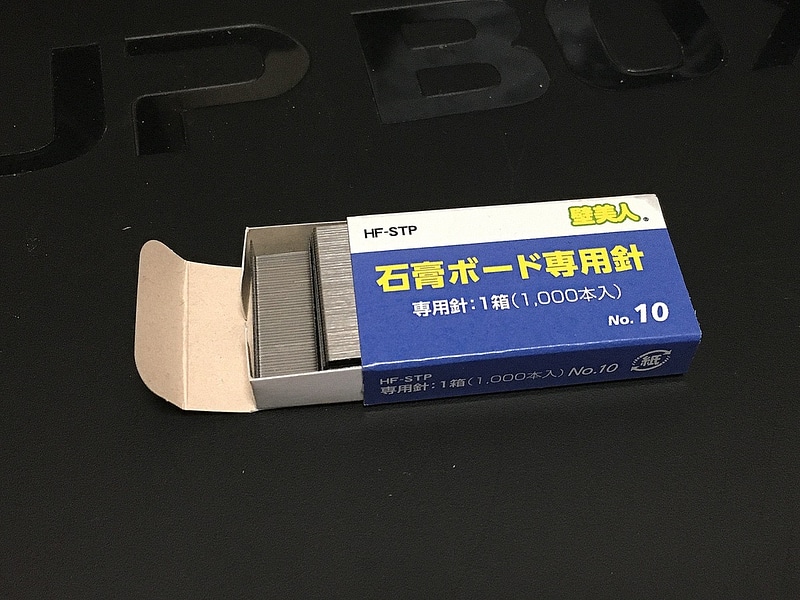 UP BOX
HF-STP
壁美人®
石膏ボード専用針
専用針:1箱(1,000本入)
No.10
HF-STP
専用針:1箱(1,000本入) No.10
紙